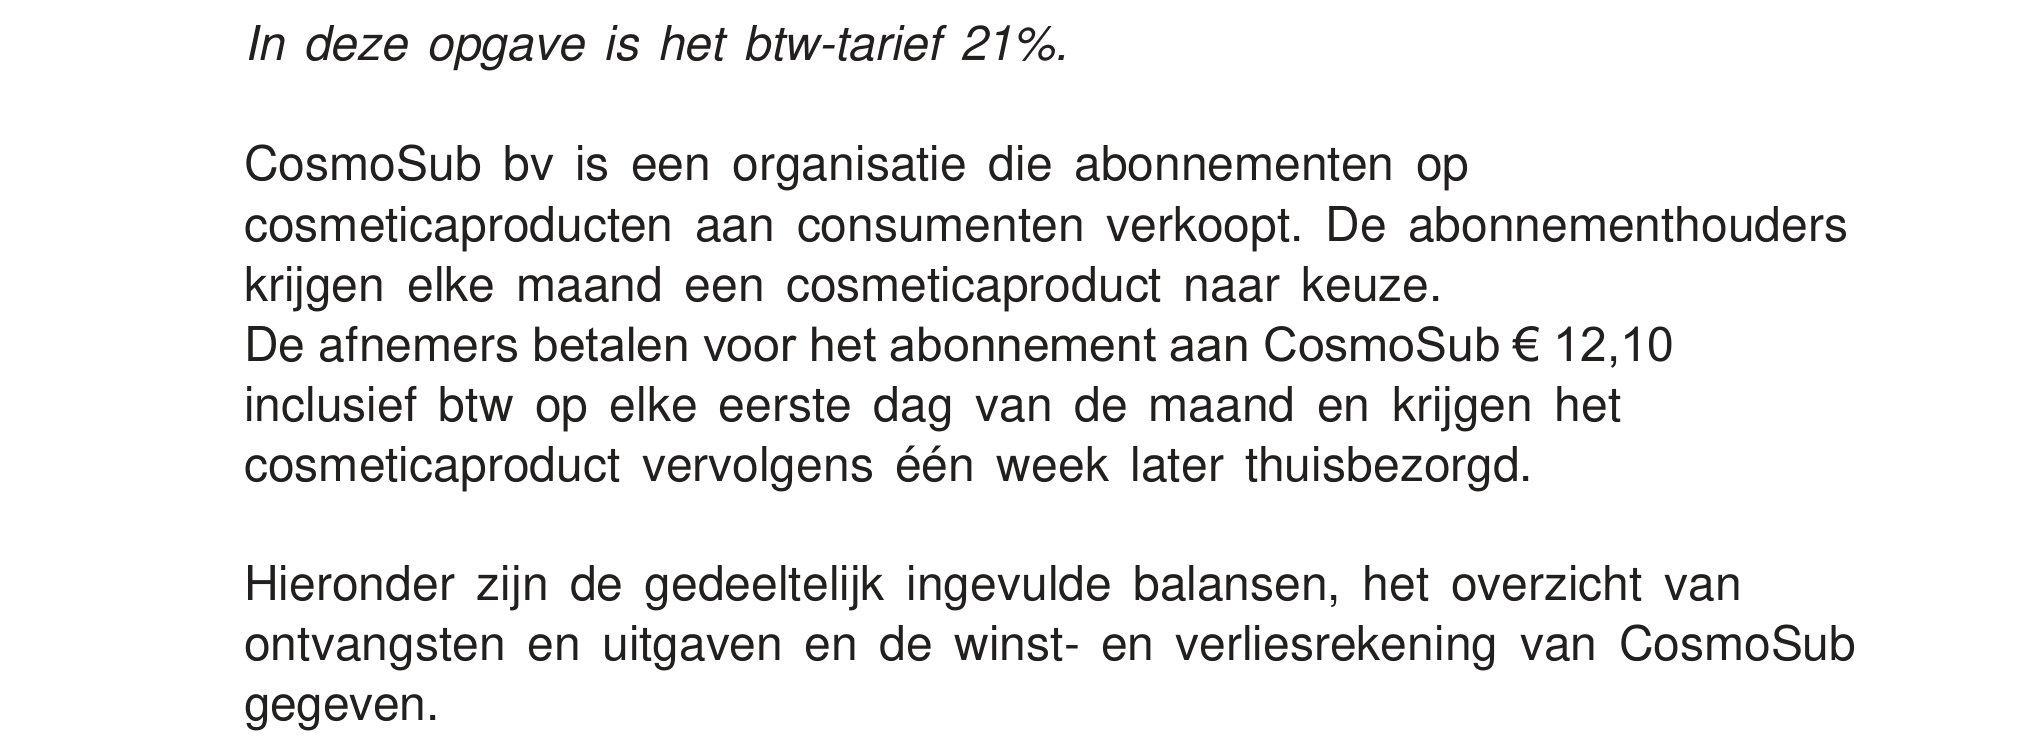 In deze opgave is het btw-tarief 21%.
CosmoSub bv is een organisatie die abonnementen op
cosmeticaproducten aan consumenten verkoopt. De abonnementhouders
krijgen elke maand een cosmeticaproduct naar keuze.
De afnemers betalen voor het abonnement aan CosmoSub € 12,10
inclusief btw op elke eerste dag van de maand en krijgen het
cosmeticaproduct vervolgens één week later thuisbezorgd.
Hieronder zijn de gedeeltelijk ingevulde balansen, het overzicht van
ontvangsten en uitgaven en de winst- en verliesrekening van CosmoSub
gegeven.